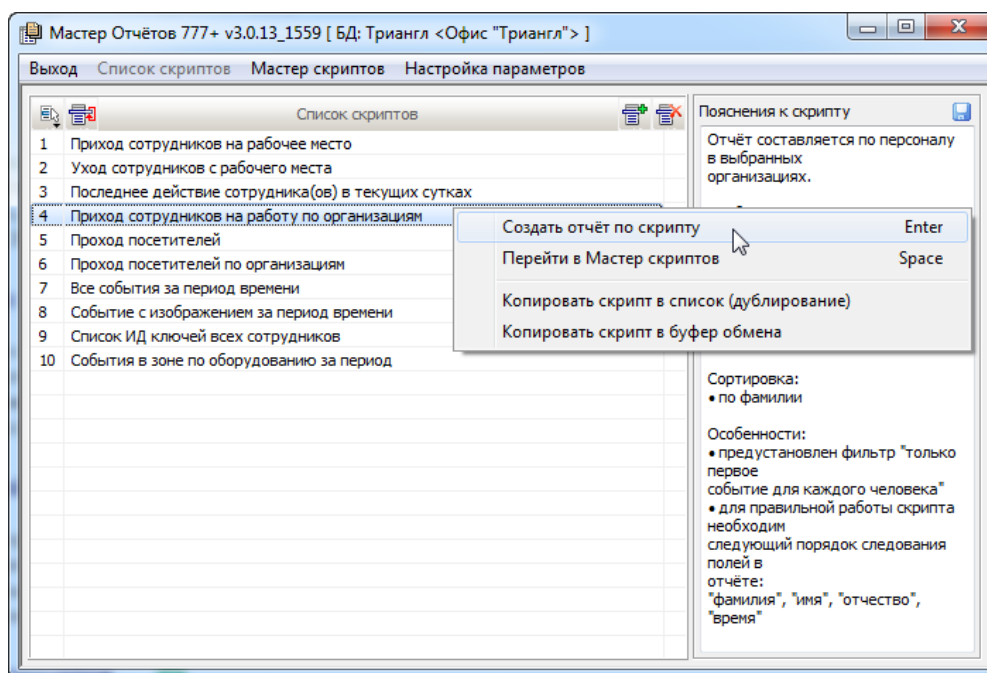 Мастер Отчётов 777+ v3.0.13_1559 [ БД: Триангл <Офис "Триангл"> ]
Выход Список скриптов Мастер скриптов Настройка параметров
Список скриптов
1 Приход сотрудников на рабочее место
2 Уход сотрудников с рабочего места
3 Последнее действие сотрудника(ов) в текущих сутках
4 Приход сотрудников на работу по организациям
5 Проход посетителей
6 Проход посетителей по организациям
7 Все события за период времени
8 Событие с изображением за период времени
9 Список ИД ключей всех сотрудников
10 События в зоне по оборудованию за период
Создать отчёт по скрипту Enter
Перейти в Мастер скриптов Space
Копировать скрипт в список (дублирование)
Копировать скрипт в буфер обмена
Пояснения к скрипту
Отчёт составляется по персоналу
в выбранных
организациях.
Сортировка:
• по фамилии
Особенности:
• предустановлен фильтр "только
первое
событие для каждого человека"
• для правильной работы скрипта
необходим
следующий порядок следования
полей в
отчёте:
"фамилия", "имя", "отчество",
"время"